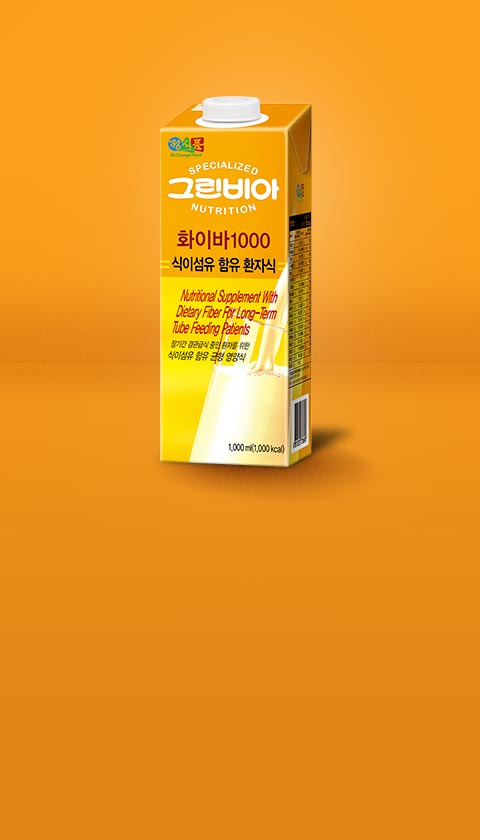 정식품
Dr.Chung's Food
SPECIALIZED
그린비아
NUTRITION
화이바1000
식이섬유 함유 환자식
Nutritional Supplement With
Dietary Fiber For Long-Term
Tube Feeding Patients
장기간 경관급식 중인 환자를 위한
식이섬유 함유 균형 영양식
1,000 ml(1,000 kcal)